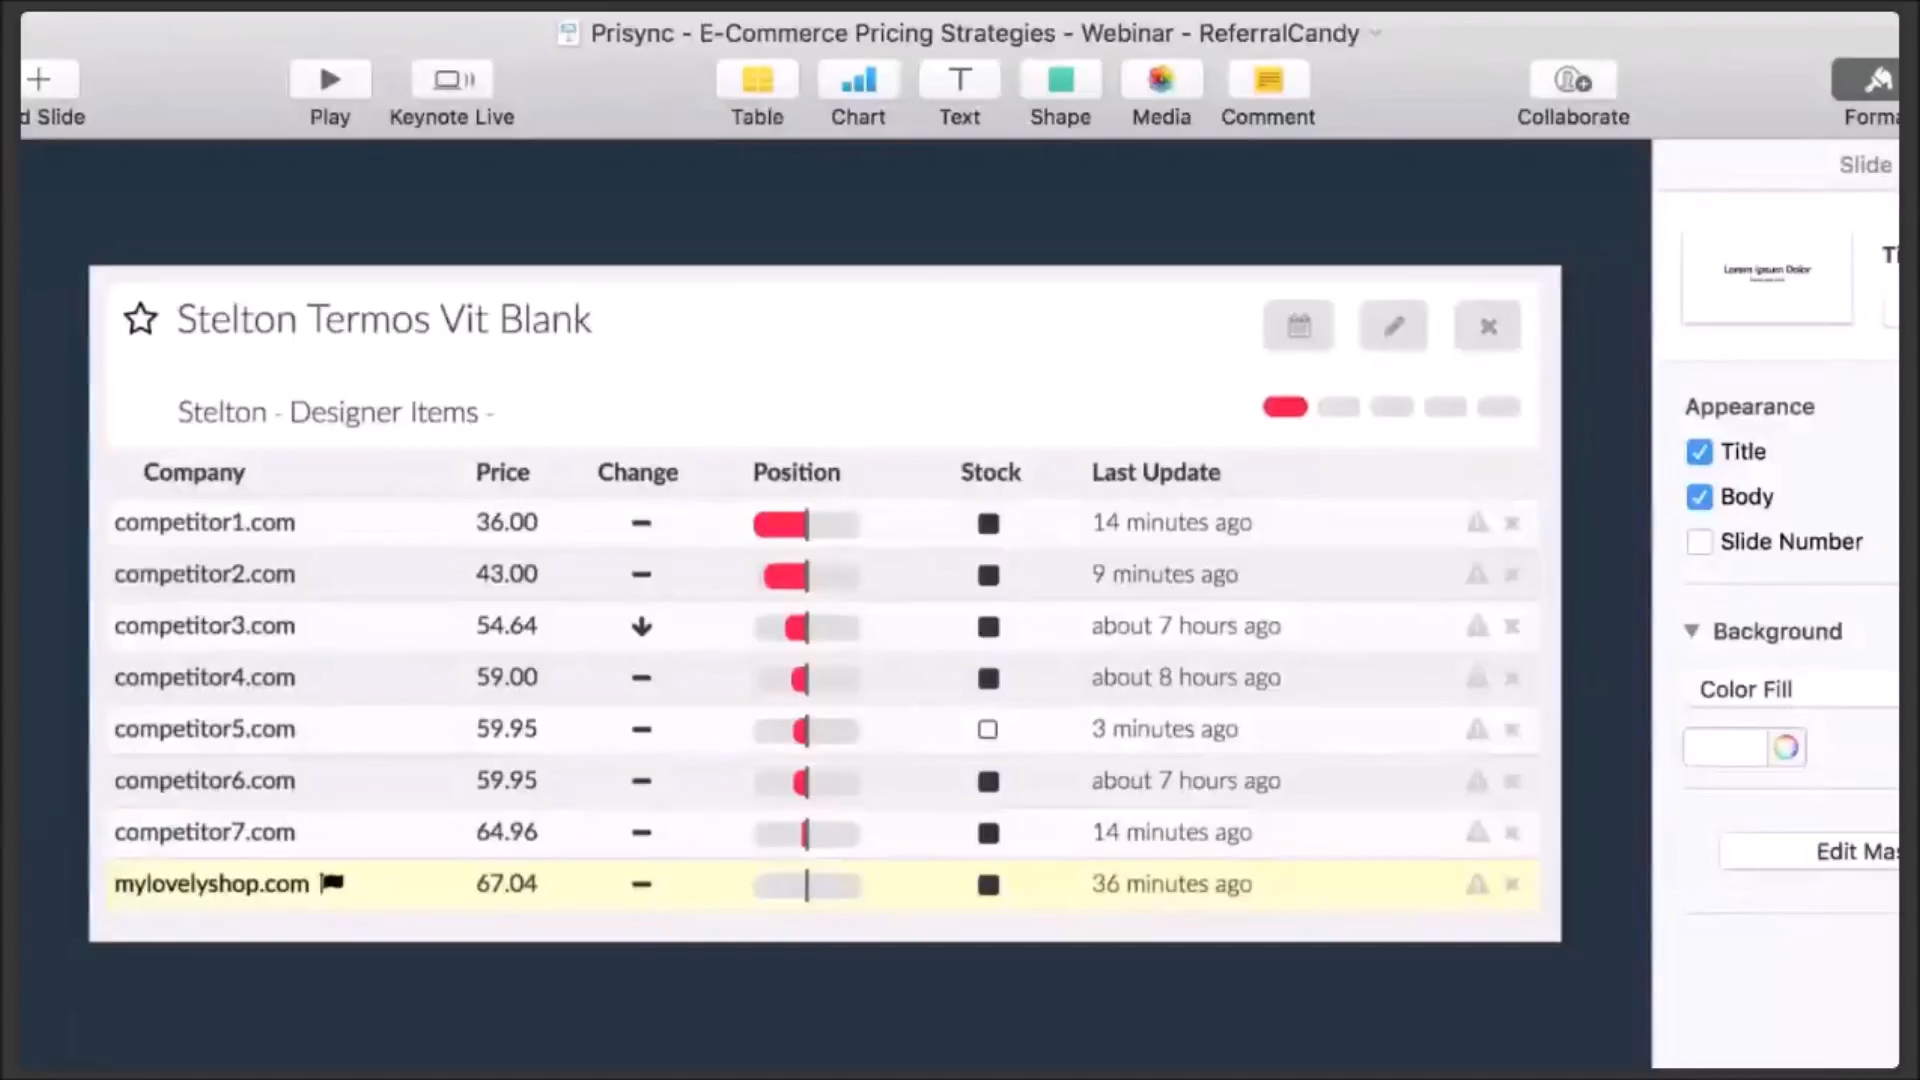 Prisync - E-Commerce Pricing Strategies - Webinar - ReferralCandy
d Slide Play Keynote Live Table Chart Text Shape Media Comment Collaborate Forma
Slide
Stelton Termos Vit Blank
Stelton - Designer Items -
Company Price Change Position Stock Last Update
competitor1.com 36.00 14 minutes ago
competitor2.com 43.00 9 minutes ago
competitor3.com 54.64 about 7 hours ago
competitor4.com 59.00 about 8 hours ago
competitor5.com 59.95 3 minutes ago
competitor6.com 59.95 about 7 hours ago
competitor7.com 64.96 14 minutes ago
mylovelyshop.com 67.04 36 minutes ago
Lorem Ipsum Dolor
Ti
Appearance
Title
Body
Slide Number
Background
Color Fill
Edit Mas